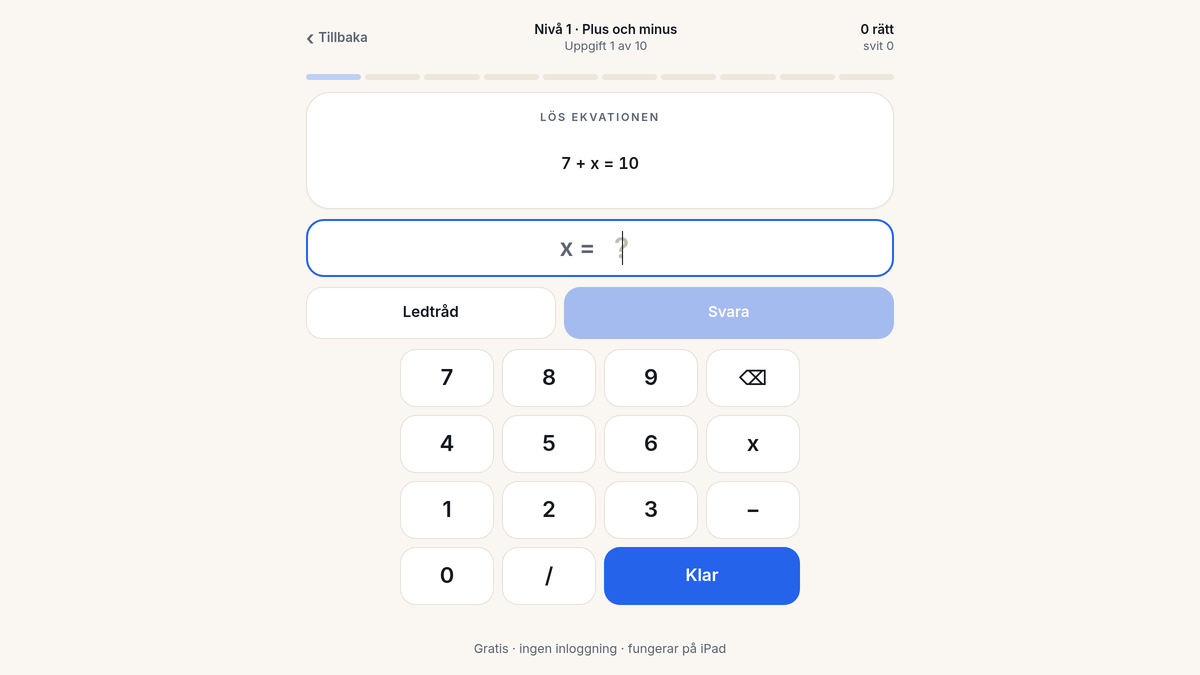 ‹ Tillbaka
Nivå 1 · Plus och minus
Uppgift 1 av 10
0 rätt
svit 0
LÖS EKVATIONEN
7 + x = 10
x = ?
Ledtråd
Svara
7 8 9 ⌫
4 5 6 x
1 2 3 –
0 / Klar
Gratis · ingen inloggning · fungerar på iPad